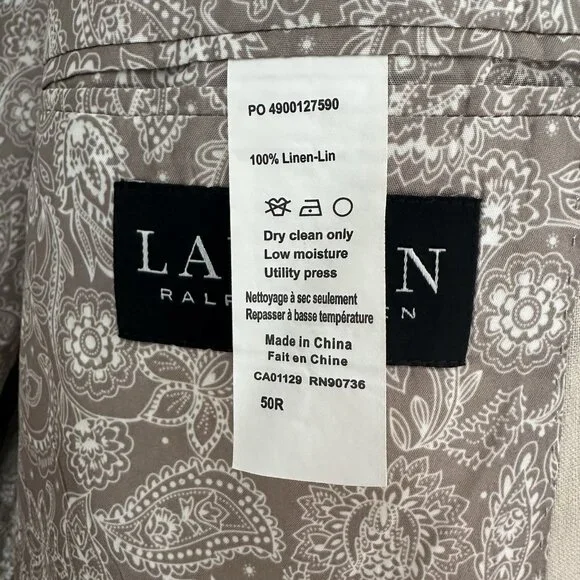 PO 4900127590
100% Linen-Lin
Dry clean only
Low moisture
Utility press
Nettoyage à sec seulement
Repasser à basse température
Made in China
Fait en Chine
CA01129 RN90736
50R